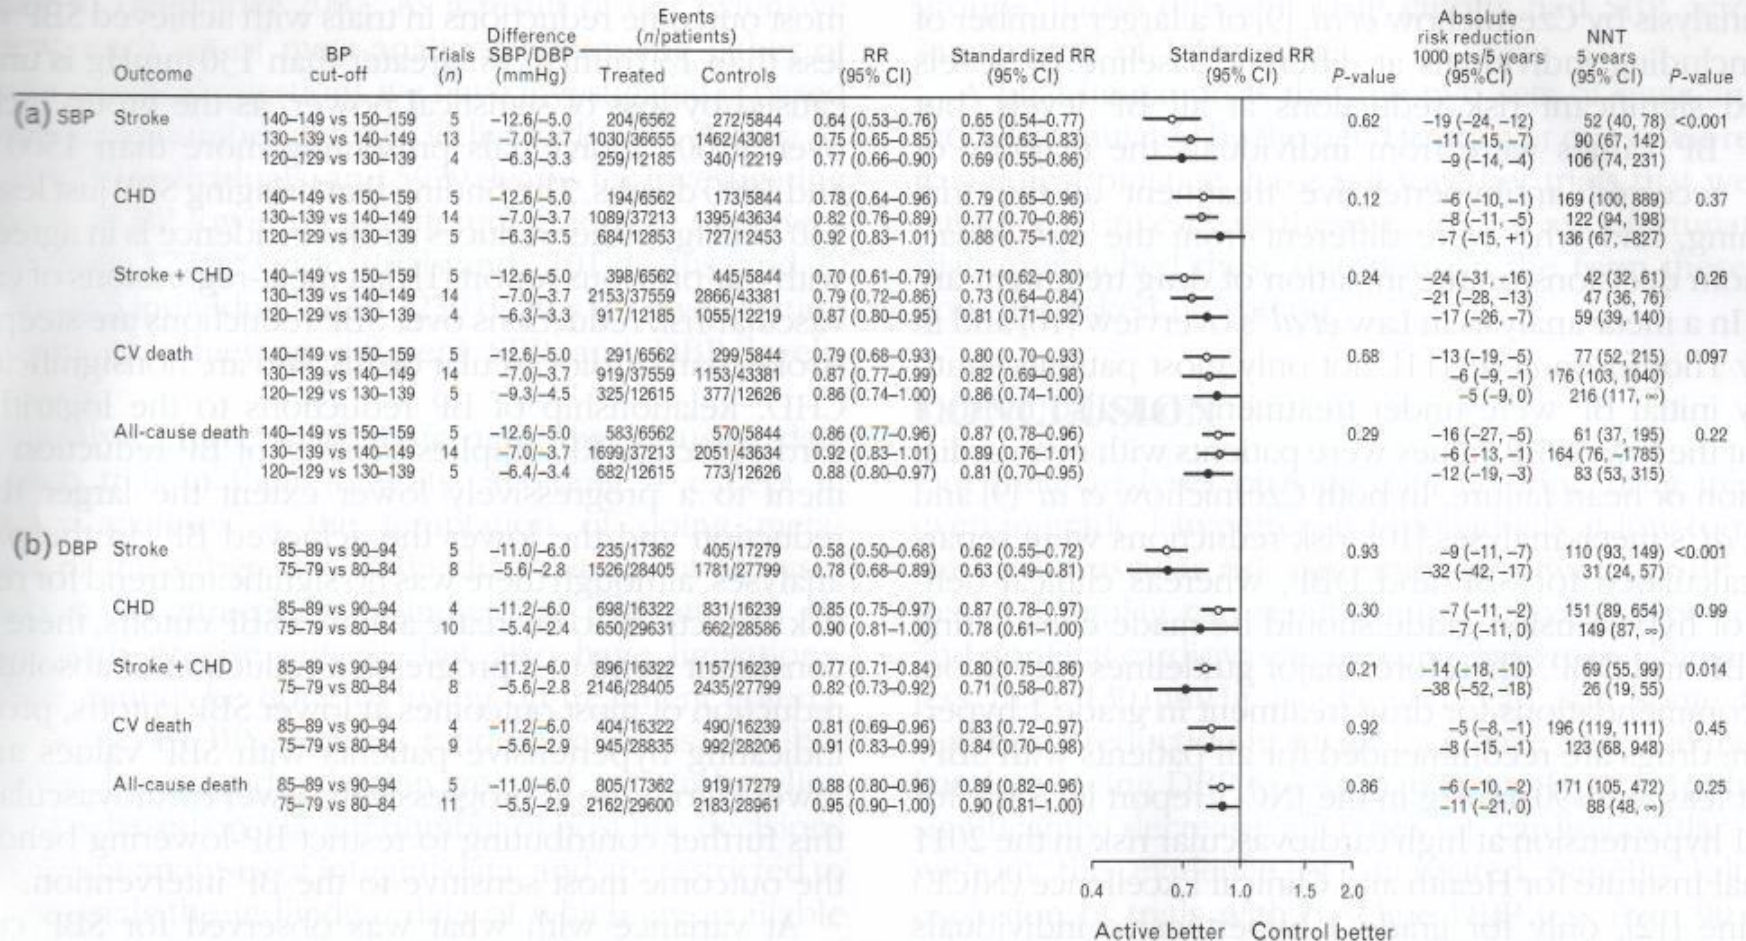 Outcome BP cut-off Trials (n) Difference SBP/DBP (mmHg) Events (n/patients) Treated Controls RR (95% CI) Standardized RR (95% CI) Standardized RR (95% CI) P-value Absolute risk reduction 1000 pts/5 years (95%CI) NNT 5 years (95% CI) P-value
(a) SBP Stroke 140–149 vs 150–159 5 −12.6/−5.0 204/6562 272/5844 0.64 (0.53–0.76) 0.65 (0.54–0.77) 0.62 −19 (−24, −12) 52 (40, 78) <0.001
130–139 vs 140–149 13 −7.0/−3.7 1030/36655 1462/43081 0.75 (0.65–0.85) 0.73 (0.63–0.83) −11 (−15, −7) 90 (67, 142)
120–129 vs 130–139 4 −6.3/−3.3 259/12185 340/12219 0.77 (0.66–0.90) 0.69 (0.55–0.86) −9 (−14, −4) 106 (74, 231)
CHD 140–149 vs 150–159 5 −12.6/−5.0 194/6562 173/5844 0.78 (0.64–0.96) 0.79 (0.65–0.96) 0.12 −6 (−10, −1) 169 (100, 889) 0.37
130–139 vs 140–149 14 −7.0/−3.7 1089/37213 1395/43634 0.82 (0.76–0.89) 0.77 (0.70–0.86) −8 (−11, −5) 122 (94, 198)
120–129 vs 130–139 5 −6.3/−3.5 684/12853 727/12453 0.92 (0.83–1.01) 0.88 (0.75–1.02) −7 (−15, +1) 136 (67, −827)
Stroke + CHD 140–149 vs 150–159 5 −12.6/−5.0 398/6562 445/5844 0.70 (0.61–0.79) 0.71 (0.62–0.80) 0.24 −24 (−31, −16) 42 (32, 61) 0.26
130–139 vs 140–149 14 −7.0/−3.7 2153/37559 2866/43381 0.79 (0.72–0.86) 0.73 (0.64–0.84) −21 (−28, −13) 47 (36, 76)
120–129 vs 130–139 4 −6.3/−3.3 917/12185 1055/12219 0.87 (0.80–0.95) 0.81 (0.71–0.92) −17 (−26, −7) 59 (39, 140)
CV death 140–149 vs 150–159 5 −12.6/−5.0 291/6562 299/5844 0.79 (0.68–0.93) 0.80 (0.70–0.93) 0.68 −13 (−19, −5) 77 (52, 215) 0.097
130–139 vs 140–149 14 −7.0/−3.7 919/37559 1153/43381 0.87 (0.77–0.99) 0.82 (0.69–0.98) −6 (−9, −1) 176 (103, 1040)
120–129 vs 130–139 5 −9.3/−4.5 325/12615 377/12626 0.86 (0.74–1.00) 0.86 (0.74–1.00) −5 (−9, 0) 216 (117, ∞)
All-cause death 140–149 vs 150–159 5 −12.6/−5.0 583/6562 570/5844 0.86 (0.77–0.96) 0.87 (0.78–0.96) 0.29 −16 (−27, −5) 61 (37, 195) 0.22
130–139 vs 140–149 14 −7.0/−3.7 1699/37213 2051/43634 0.92 (0.83–1.01) 0.89 (0.76–1.01) −6 (−13, −1) 164 (76, −1785)
120–129 vs 130–139 5 −6.4/−3.4 682/12615 773/12626 0.88 (0.80–0.97) 0.81 (0.70–0.95) −12 (−19, −3) 83 (53, 315)
(b) DBP Stroke 85–89 vs 90–94 5 −11.0/−6.0 235/17362 405/17279 0.58 (0.50–0.68) 0.62 (0.55–0.72) 0.93 −9 (−11, −7) 110 (93, 149) <0.001
75–79 vs 80–84 8 −5.6/−2.8 1526/28405 1781/27799 0.78 (0.68–0.89) 0.63 (0.49–0.81) −32 (−42, −17) 31 (24, 57)
CHD 85–89 vs 90–94 4 −11.2/−6.0 698/16322 831/16239 0.85 (0.75–0.97) 0.87 (0.78–0.97) 0.30 −7 (−11, −2) 151 (89, 654) 0.99
75–79 vs 80–84 10 −5.4/−2.4 650/29631 662/28586 0.90 (0.81–1.00) 0.78 (0.61–1.00) −7 (−11, 0) 149 (87, ∞)
Stroke + CHD 85–89 vs 90–94 4 −11.2/−6.0 896/16322 1157/16239 0.77 (0.71–0.84) 0.80 (0.75–0.86) 0.21 −14 (−18, −10) 69 (55, 99) 0.014
75–79 vs 80–84 8 −5.6/−2.8 2146/28405 2435/27799 0.82 (0.73–0.92) 0.71 (0.58–0.87) −38 (−52, −18) 26 (19, 55)
CV death 85–89 vs 90–94 4 −11.2/−6.0 404/16322 490/16239 0.81 (0.69–0.96) 0.83 (0.72–0.97) 0.92 −5 (−8, −1) 196 (119, 1111) 0.45
75–79 vs 80–84 9 −5.6/−2.9 945/28835 992/28206 0.91 (0.83–0.99) 0.84 (0.70–0.98) −8 (−15, −1) 123 (68, 948)
All-cause death 85–89 vs 90–94 5 −11.0/−6.0 805/17362 919/17279 0.88 (0.80–0.96) 0.89 (0.82–0.96) 0.86 −6 (−10, −2) 171 (105, 472) 0.25
75–79 vs 80–84 11 −5.5/−2.9 2162/29600 2183/28961 0.95 (0.90–1.00) 0.90 (0.81–1.00) −11 (−21, 0) 88 (48, ∞)
0.4 0.7 1.0 1.5 2.0
Active better Control better